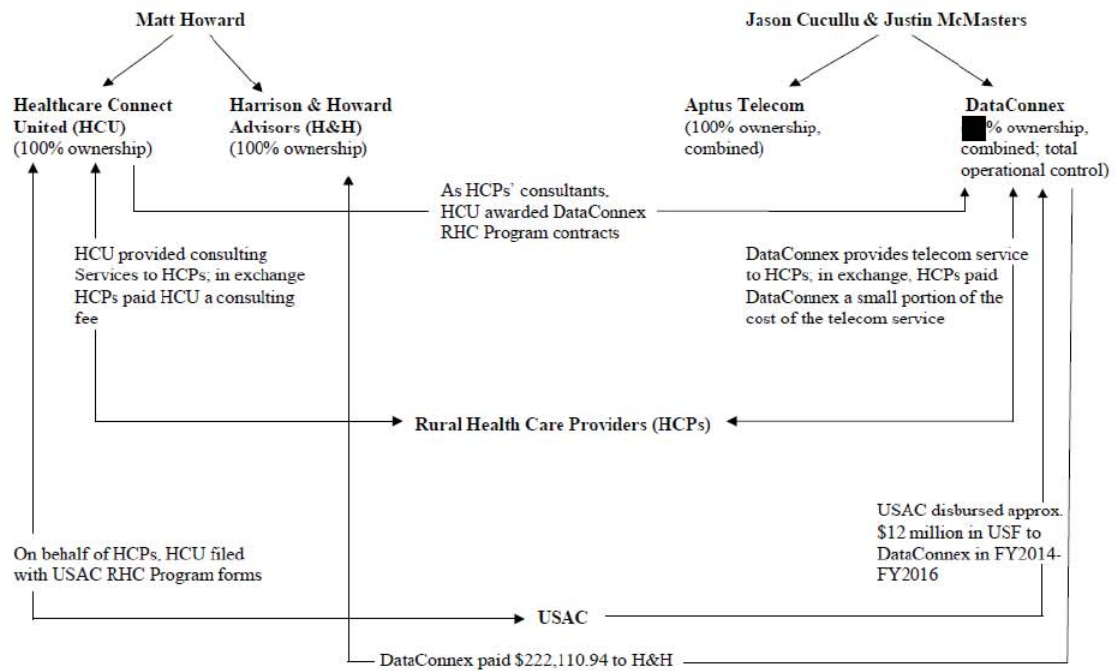 Matt Howard
Jason Cucullu & Justin McMasters
Healthcare Connect
United (HCU)
(100% ownership)
Harrison & Howard
Advisors (H&H)
(100% ownership)
Aptus Telecom
(100% ownership,
combined)
DataConnex
% ownership,
combined; total
operational control)
As HCPs' consultants,
HCU awarded DataConnex
RHC Program contracts
HCU provided consulting
Services to HCPs; in exchange
HCPs paid HCU a consulting
fee
DataConnex provides telecom service
to HCPs; in exchange, HCPs paid
DataConnex a small portion of the
cost of the telecom service
Rural Health Care Providers (HCPs)
USAC disbursed approx.
$12 million in USF to
DataConnex in FY2014-
FY2016
On behalf of HCPs, HCU filed
with USAC RHC Program forms
USAC
DataConnex paid $222,110.94 to H&H